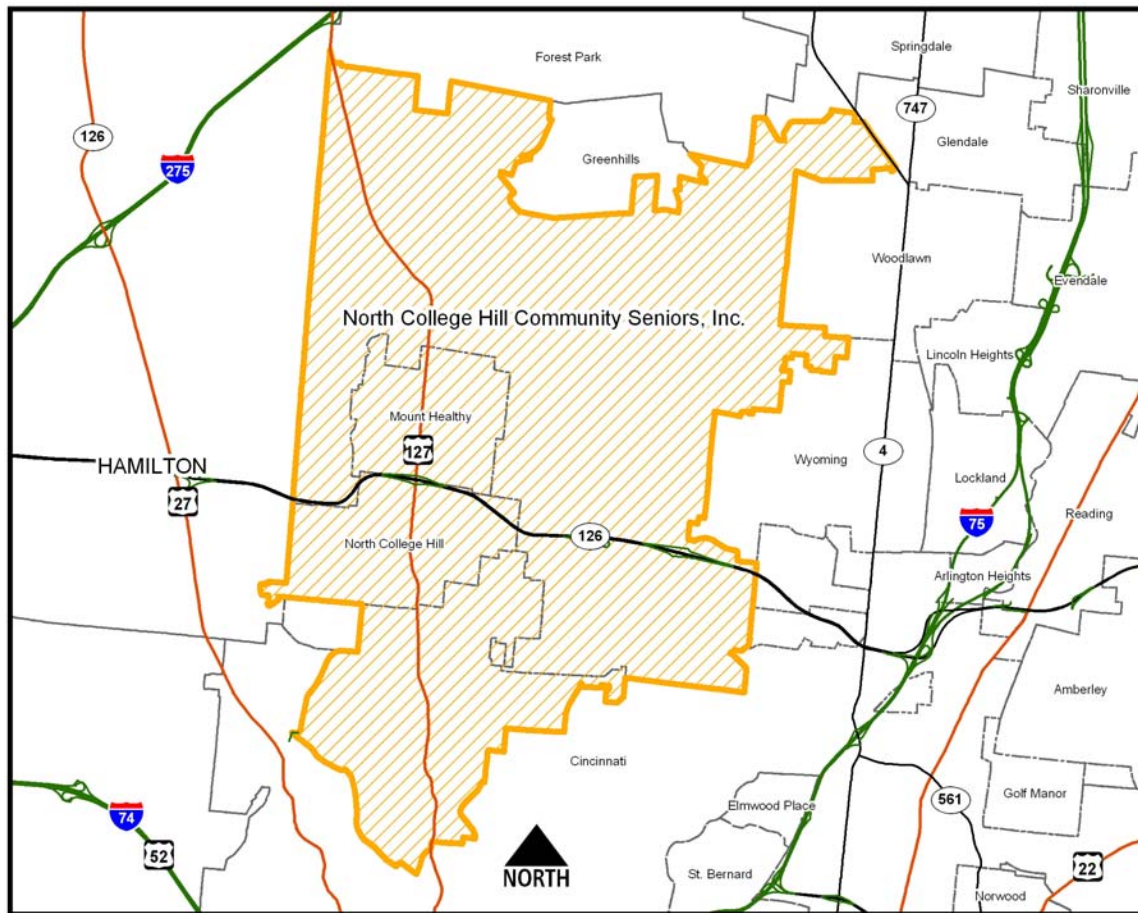 Springdale
Forest Park
Sharonville
747
126
Glendale
Greenhills
275
Woodlawn
Evendale
North College Hill Community Seniors, Inc.
Lincoln Heights
Mount Healthy
127
4
Wyoming
HAMILTON
Lockland
27
75
Reading
126
North College Hill
Arlington Heights
Amberley
Cincinnati
Golf Manor
561
Elmwood Place
74
52
22
St. Bernard
NORTH
Norwood